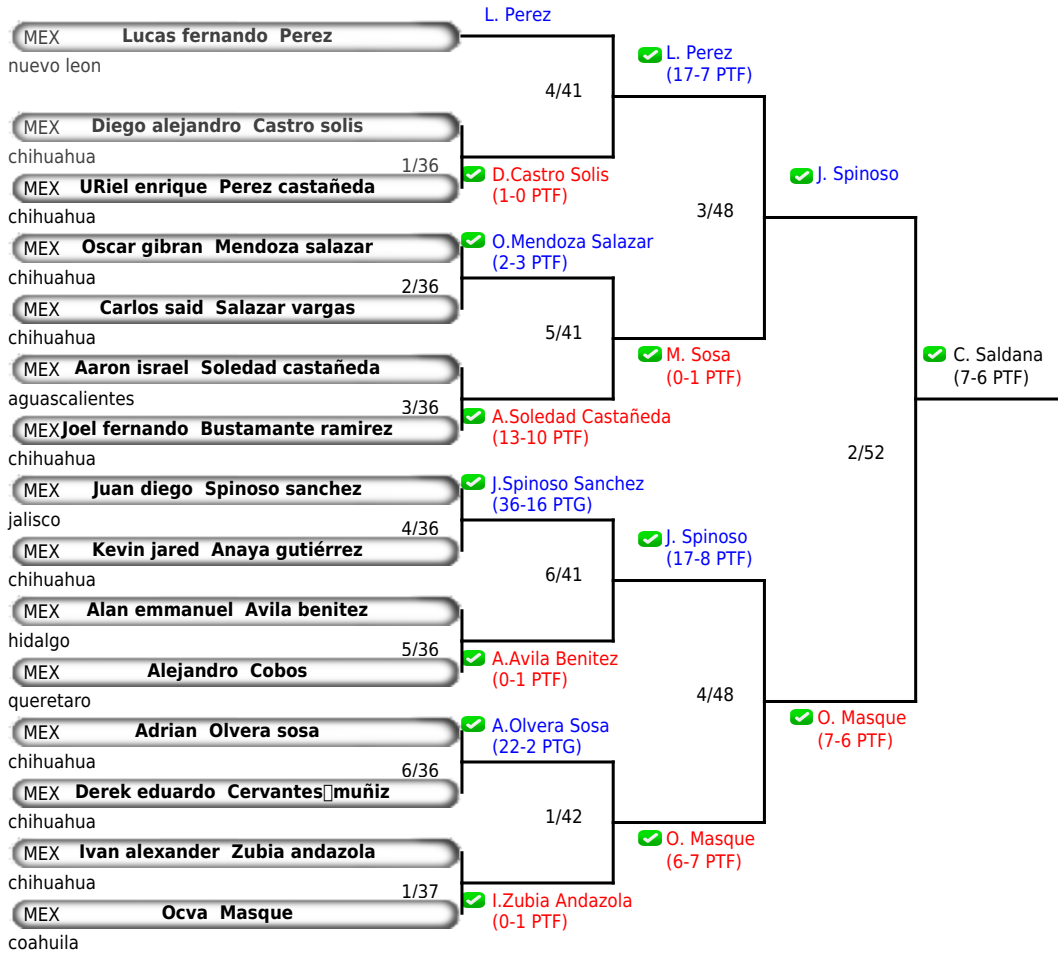 L. Perez
MEX Lucas fernando Perez
nuevo leon
L. Perez
(17-7 PTF)
4/41
MEX Diego alejandro Castro solis
chihuahua
1/36
D.Castro Solis
(1-0 PTF)
MEX URiel enrique Perez castañeda
chihuahua
J. Spinoso
3/48
MEX Oscar gibran Mendoza salazar
chihuahua
O.Mendoza Salazar
(2-3 PTF)
2/36
MEX Carlos said Salazar vargas
chihuahua
5/41
M. Sosa
(0-1 PTF)
C. Saldana
(7-6 PTF)
MEX Aaron israel Soledad castañeda
aguascalientes
3/36
A.Soledad Castañeda
(13-10 PTF)
MEX Joel fernando Bustamante ramirez
chihuahua
2/52
MEX Juan diego Spinoso sanchez
jalisco
J.Spinoso Sanchez
(36-16 PTG)
4/36
MEX Kevin jared Anaya gutiérrez
chihuahua
J. Spinoso
(17-8 PTF)
6/41
MEX Alan emmanuel Avila benitez
hidalgo
5/36
A.Avila Benitez
(0-1 PTF)
MEX Alejandro Cobos
queretaro
4/48
O. Masque
(7-6 PTF)
MEX Adrian Olvera sosa
chihuahua
A.Olvera Sosa
(22-2 PTG)
6/36
MEX Derek eduardo Cervantes▯muñiz
chihuahua
1/42
O. Masque
(6-7 PTF)
MEX Ivan alexander Zubia andazola
chihuahua
1/37
I.Zubia Andazola
(0-1 PTF)
MEX Ocva Masque
coahuila